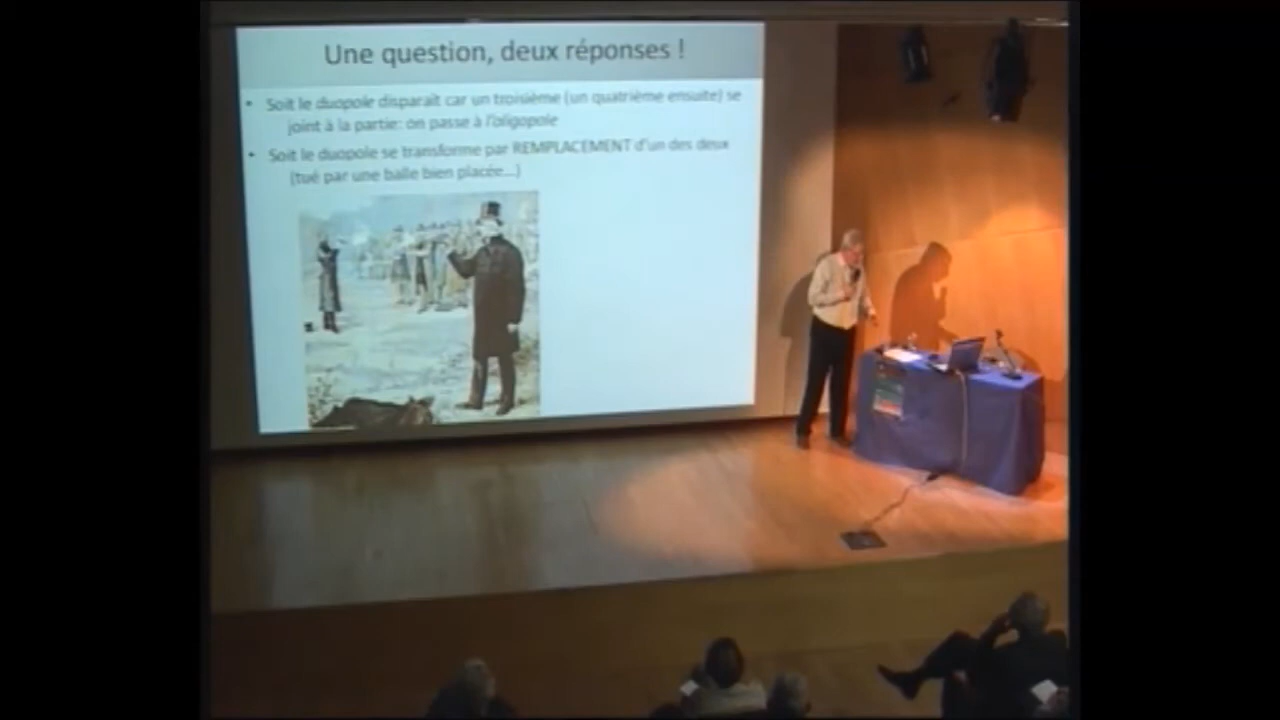 Une question, deux réponses !
• Soit le duopole disparaît car un troisième (un quatrième ensuite) se
joint à la partie: on passe à l'oligopole
• Soit le duopole se transforme par REMPLACEMENT d'un des deux
(tué par une balle bien placée...)